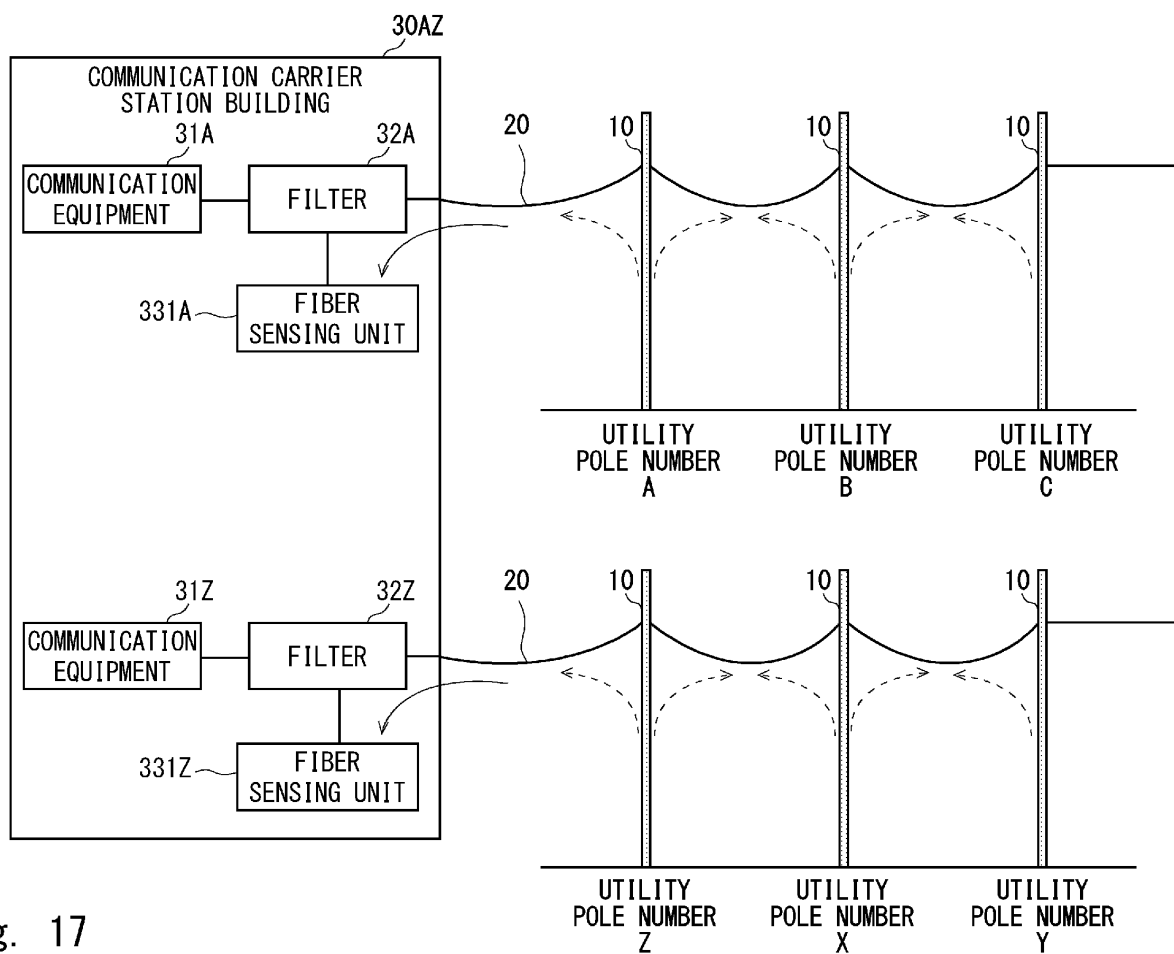 30AZ
COMMUNICATION CARRIER
STATION BUILDING
31A
32A
20
10
10
10
COMMUNICATION
EQUIPMENT
FILTER
331A
FIBER
SENSING UNIT
UTILITY
POLE NUMBER
A
UTILITY
POLE NUMBER
B
UTILITY
POLE NUMBER
C
31Z
32Z
20
10
10
10
COMMUNICATION
EQUIPMENT
FILTER
331Z
FIBER
SENSING UNIT
UTILITY
POLE NUMBER
Z
UTILITY
POLE NUMBER
X
UTILITY
POLE NUMBER
Y
g. 17